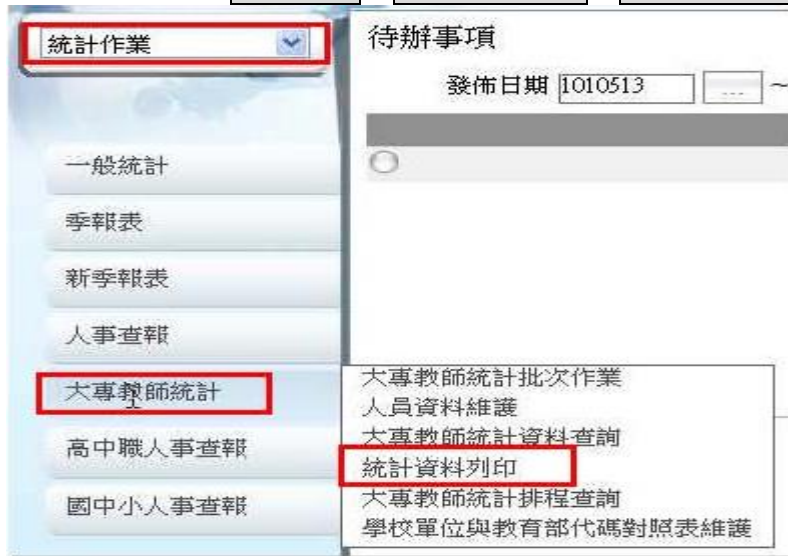 統計作業
待辦事項
發佈日期 1010513 ... ~
一般統計
季報表
新季報表
人事查報
大專教師統計
高中職人事查報
國中小人事查報
大專教師統計批次作業
人員資料維護
大專教師統計資料查詢
統計資料列印
大專教師統計排程查詢
學校單位與教育部代碼對照表維護